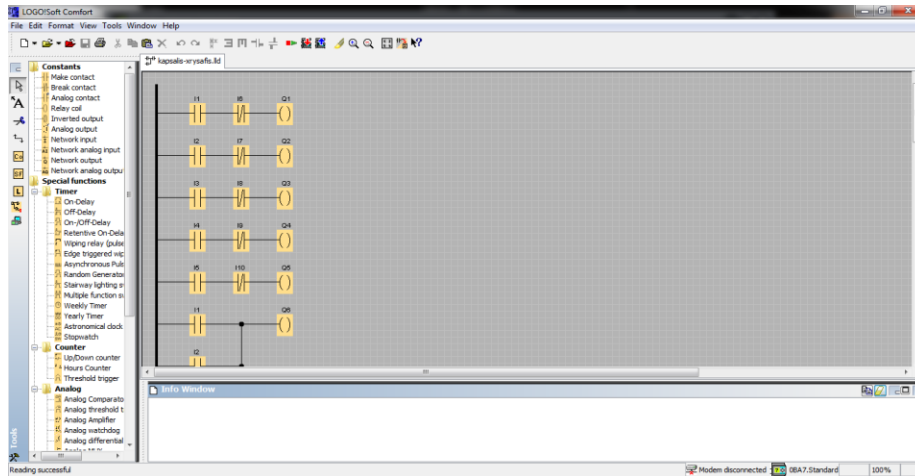 LOGO!Soft Comfort
File Edit Format View Tools Window Help
kapsalis-xrysafis.lld
Constants
Make contact
Break contact
Analog contact
Relay coil
Inverted output
Analog output
Network input
Network analog input
Network output
Network analog outpu
Special functions
Timer
On-Delay
Off-Delay
On-/Off-Delay
Retentive On-Dela
Wiping relay (pulse
Edge triggered wip
Asynchronous Puls
Random Generato
Stairway lighting s
Multiple function s
Weekly Timer
Yearly Timer
Astronomical clock
Stopwatch
Counter
Up/Down counter
Hours Counter
Threshold trigger
Analog
Analog Comparato
Analog threshold t
Analog Amplifier
Analog watchdog
Analog differential
Tools
I1 I6 Q1
I2 I7 Q2
I3 I8 Q3
I4 I9 Q4
I5 I10 Q5
I1 Q6
I2
Info Window
Reading successful
Modem disconnected
0BA7.Standard
100%